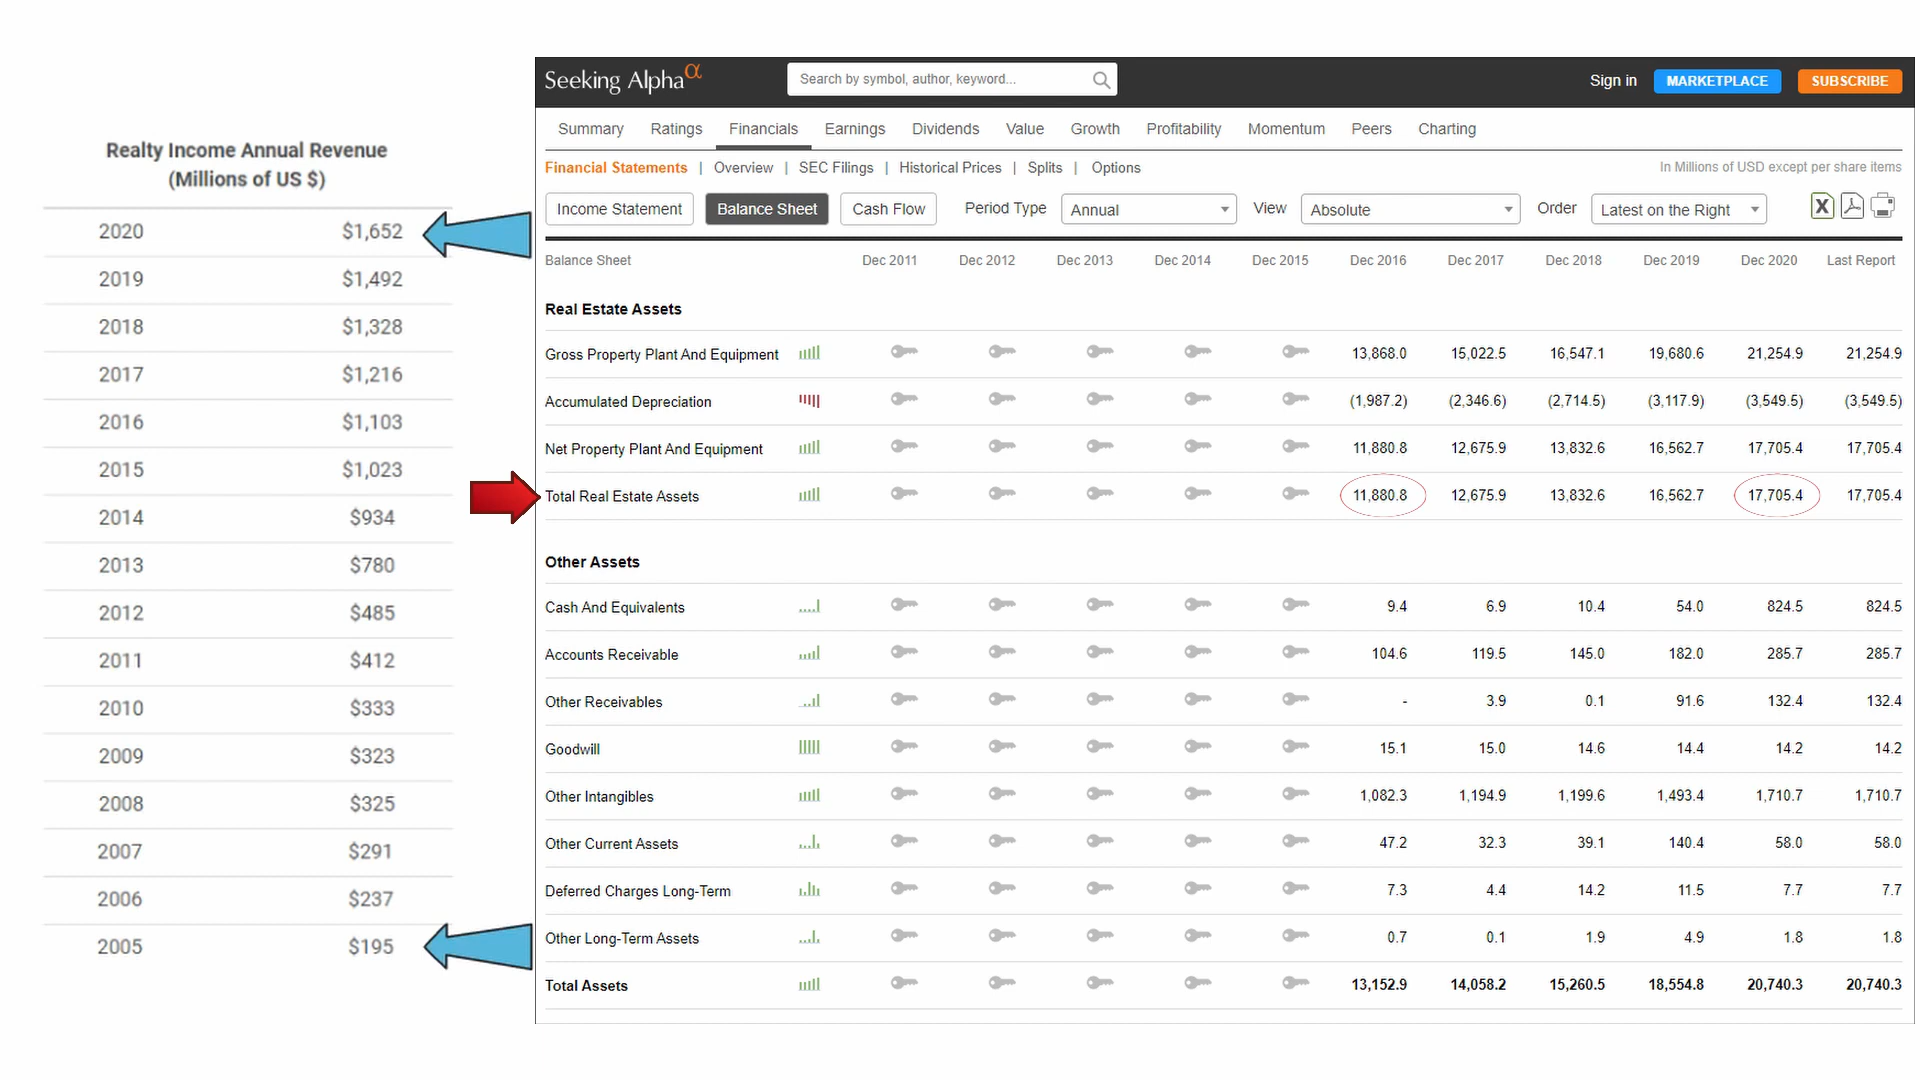 Realty Income Annual Revenue
(Millions of US $)
2020 $1,652
2019 $1,492
2018 $1,328
2017 $1,216
2016 $1,103
2015 $1,023
2014 $934
2013 $780
2012 $485
2011 $412
2010 $333
2009 $323
2008 $325
2007 $291
2006 $237
2005 $195
Seeking Alpha α Search by symbol, author, keyword... Sign in MARKETPLACE SUBSCRIBE
Summary Ratings Financials Earnings Dividends Value Growth Profitability Momentum Peers Charting
Financial Statements | Overview | SEC Filings | Historical Prices | Splits | Options In Millions of USD except per share items
Income Statement Balance Sheet Cash Flow Period Type Annual View Absolute Order Latest on the Right X
Balance Sheet Dec 2011 Dec 2012 Dec 2013 Dec 2014 Dec 2015 Dec 2016 Dec 2017 Dec 2018 Dec 2019 Dec 2020 Last Report
Real Estate Assets
Gross Property Plant And Equipment 13,868.0 15,022.5 16,547.1 19,680.6 21,254.9 21,254.9
Accumulated Depreciation (1,987.2) (2,346.6) (2,714.5) (3,117.9) (3,549.5) (3,549.5)
Net Property Plant And Equipment 11,880.8 12,675.9 13,832.6 16,562.7 17,705.4 17,705.4
Total Real Estate Assets 11,880.8 12,675.9 13,832.6 16,562.7 17,705.4 17,705.4
Other Assets
Cash And Equivalents 9.4 6.9 10.4 54.0 824.5 824.5
Accounts Receivable 104.6 119.5 145.0 182.0 285.7 285.7
Other Receivables - 3.9 0.1 91.6 132.4 132.4
Goodwill 15.1 15.0 14.6 14.4 14.2 14.2
Other Intangibles 1,082.3 1,194.9 1,199.6 1,493.4 1,710.7 1,710.7
Other Current Assets 47.2 32.3 39.1 140.4 58.0 58.0
Deferred Charges Long-Term 7.3 4.4 14.2 11.5 7.7 7.7
Other Long-Term Assets 0.7 0.1 1.9 4.9 1.8 1.8
Total Assets 13,152.9 14,058.2 15,260.5 18,554.8 20,740.3 20,740.3